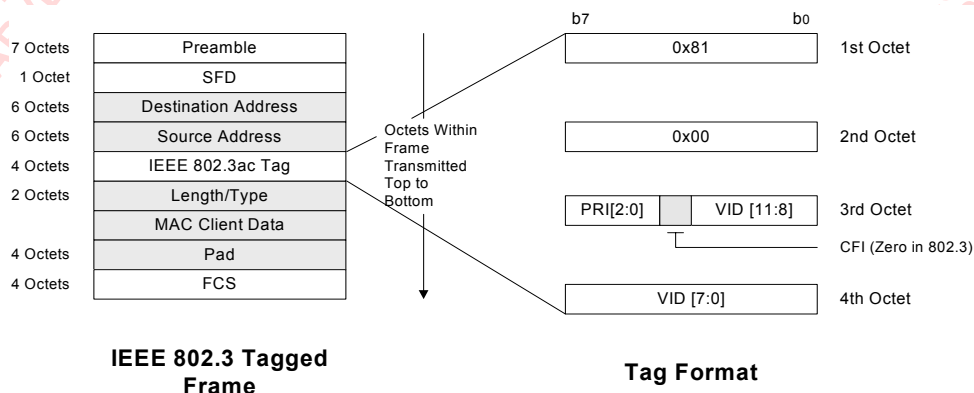 7 Octets Preamble
1 Octet SFD
6 Octets Destination Address
6 Octets Source Address
4 Octets IEEE 802.3ac Tag
2 Octets Length/Type
MAC Client Data
4 Octets Pad
4 Octets FCS
Octets Within
Frame
Transmitted
Top to
Bottom
IEEE 802.3 Tagged
Frame
b7 b0
0x81 1st Octet
0x00 2nd Octet
PRI[2:0] VID [11:8] 3rd Octet
CFI (Zero in 802.3)
VID [7:0] 4th Octet
Tag Format